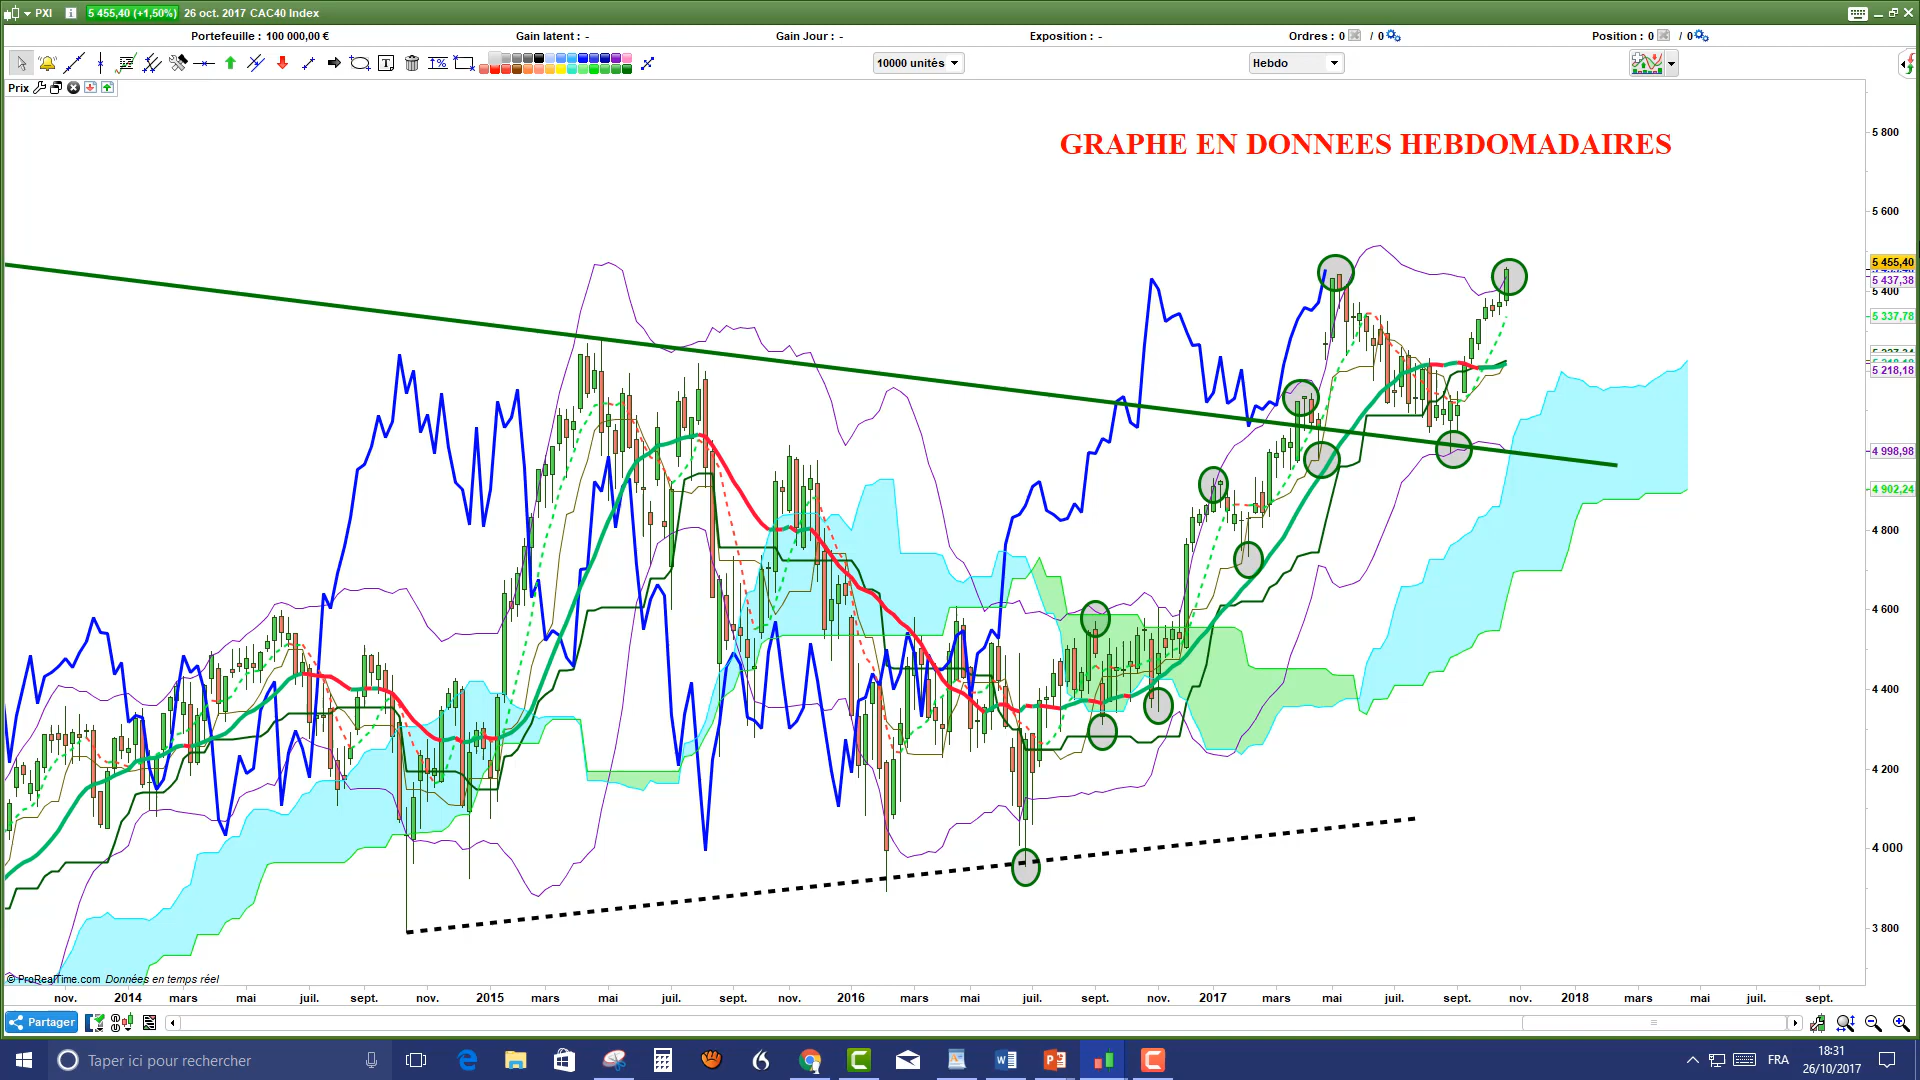 PXI 5 455,40 (+1,50%) 26 oct. 2017 CAC40 Index
Portefeuille : 100 000,00 € Gain latent : - Gain Jour : - Exposition : - Ordres : 0 / 0 Position : 0 / 0
10000 unités Hebdo
Prix
GRAPHE EN DONNEES HEBDOMADAIRES
5 800
5 600
5 455,40
5 437,38
5 400
5 337,78
5 218,18
4 998,98
4 902,24
4 800
4 600
4 400
4 200
4 000
3 800
© ProRealTime.com Données en temps réel
nov. 2014 mars mai juil. sept. nov. 2015 mars mai juil. sept. nov. 2016 mars mai juil. sept. nov. 2017 mars mai juil. sept. nov. 2018 mars mai juil. sept.
Partager
Taper ici pour rechercher
FRA
18:31
26/10/2017